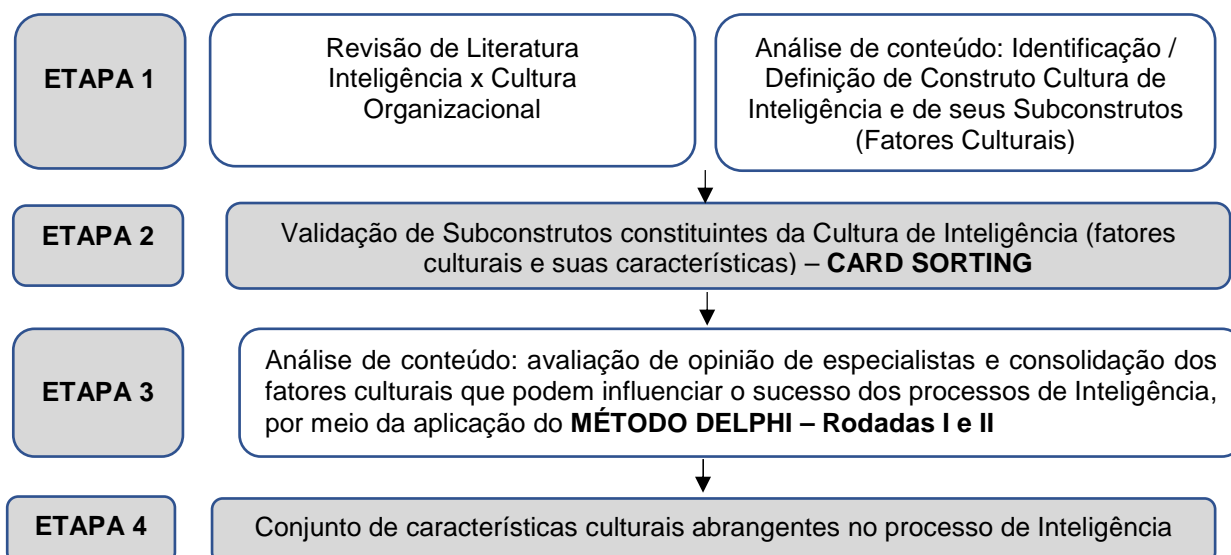 ETAPA 1
Revisão de Literatura
Inteligência x Cultura
Organizacional
Análise de conteúdo: Identificação /
Definição de Construto Cultura de
Inteligência e de seus Subconstrutos
(Fatores Culturais)
ETAPA 2
Validação de Subconstrutos constituintes da Cultura de Inteligência (fatores
culturais e suas características) – CARD SORTING
ETAPA 3
Análise de conteúdo: avaliação de opinião de especialistas e consolidação dos
fatores culturais que podem influenciar o sucesso dos processos de Inteligência,
por meio da aplicação do MÉTODO DELPHI – Rodadas I e II
ETAPA 4
Conjunto de características culturais abrangentes no processo de Inteligência